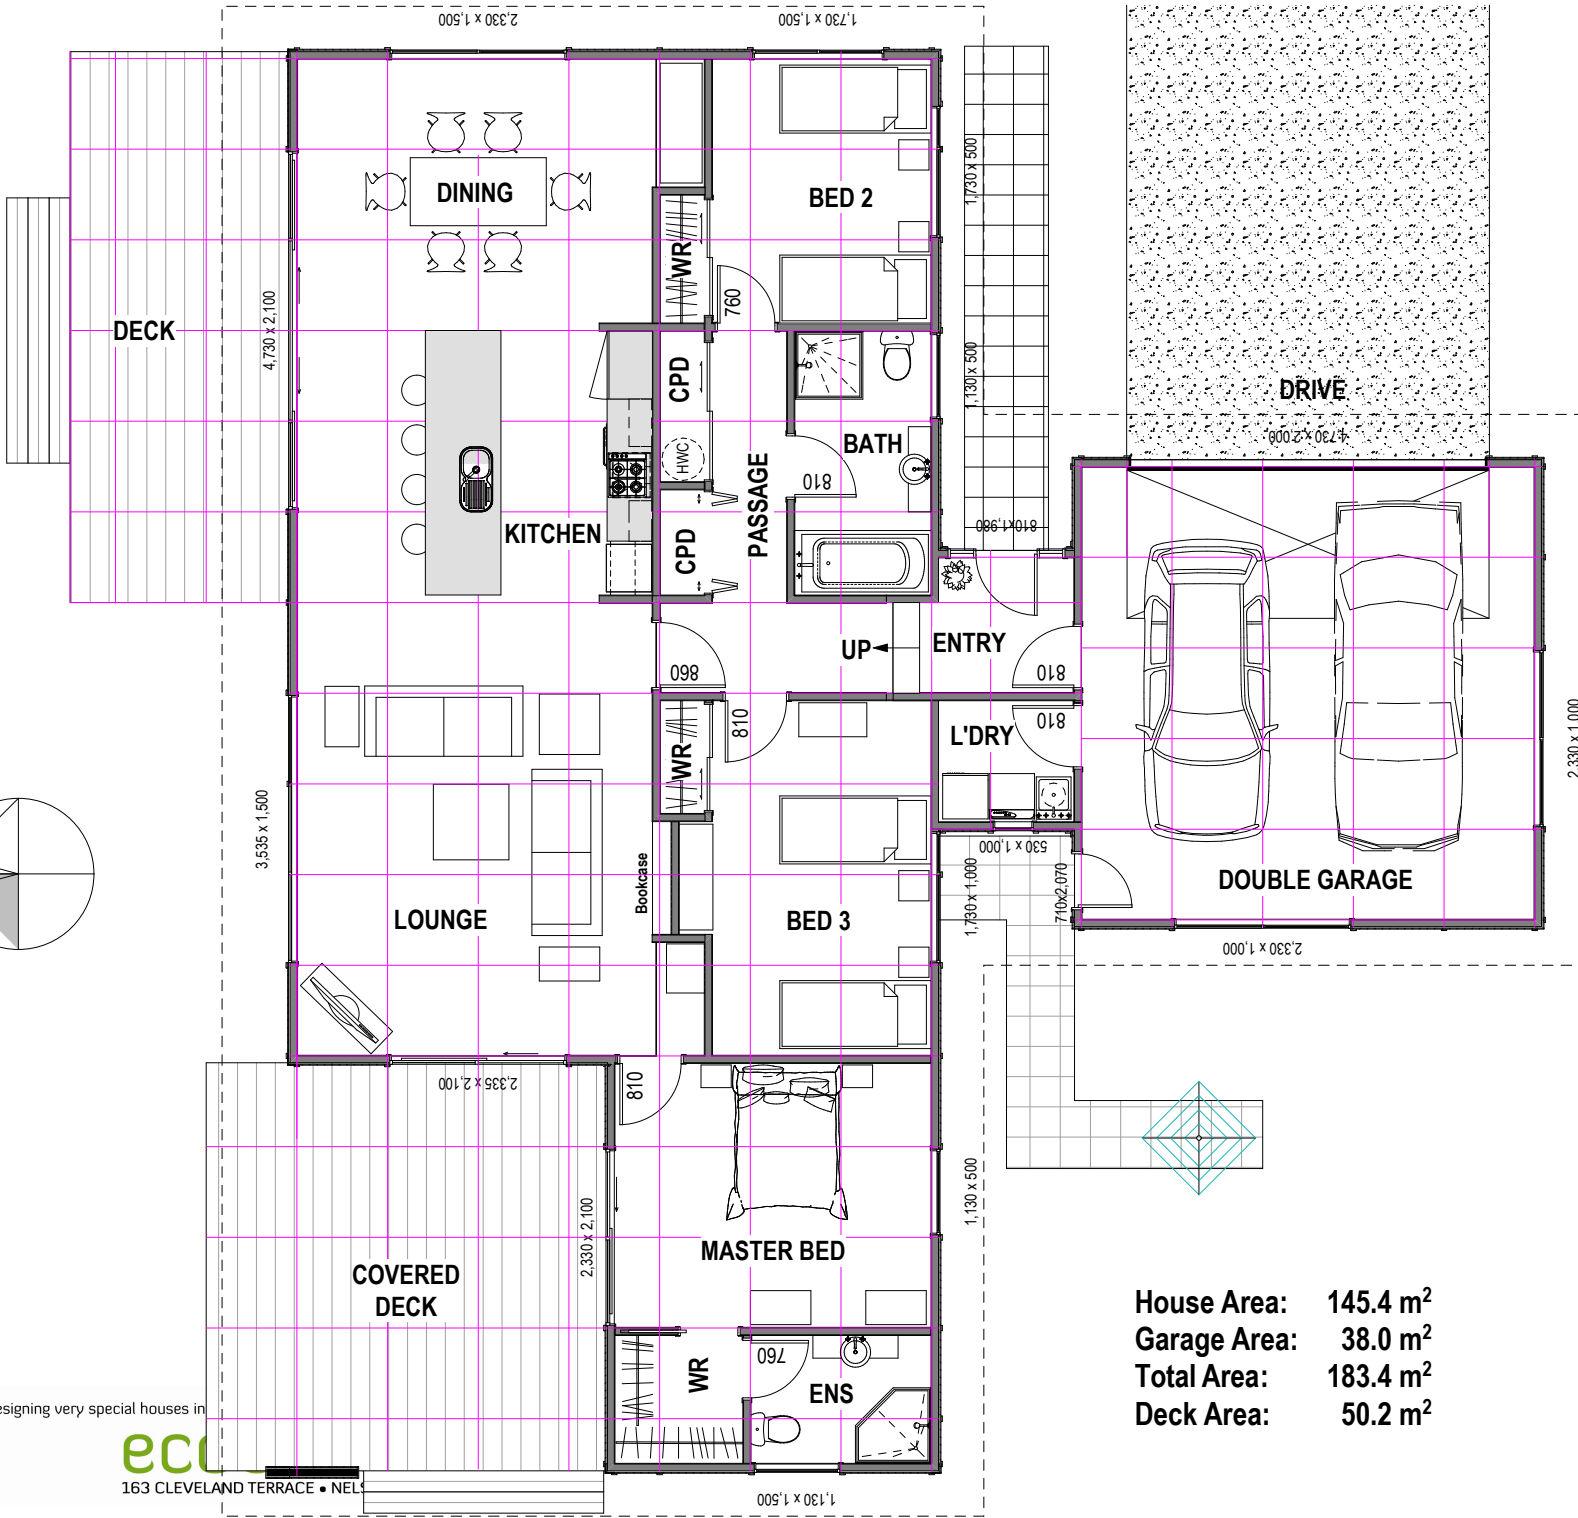 2,330 x 1,500
1,730 x 1,500
DINING
BED 2
1,730 x 500
WR
760
DECK
4,730 x 2,100
CPD
1,130 x 500
DRIVE
4,730 x 2,000
BATH
HWC
PASSAGE
810
KITCHEN
CPD
810x1,980
UP
ENTRY
860
810
810
L'DRY
810
WR
2,330 x 1,000
3,535 x 1,500
530 x 1,000
Bookcase
1,730 x 1,000
710x2,070
DOUBLE GARAGE
LOUNGE
BED 3
2,330 x 1,000
2,335 x 2,100
810
1,130 x 500
2,330 x 2,100
MASTER BED
COVERED
DECK
House Area: 145.4 m²
Garage Area: 38.0 m²
Total Area: 183.4 m²
Deck Area: 50.2 m²
760
WR
ENS
designing very special houses in
163 CLEVELAND TERRACE •
1,130 x 1,500